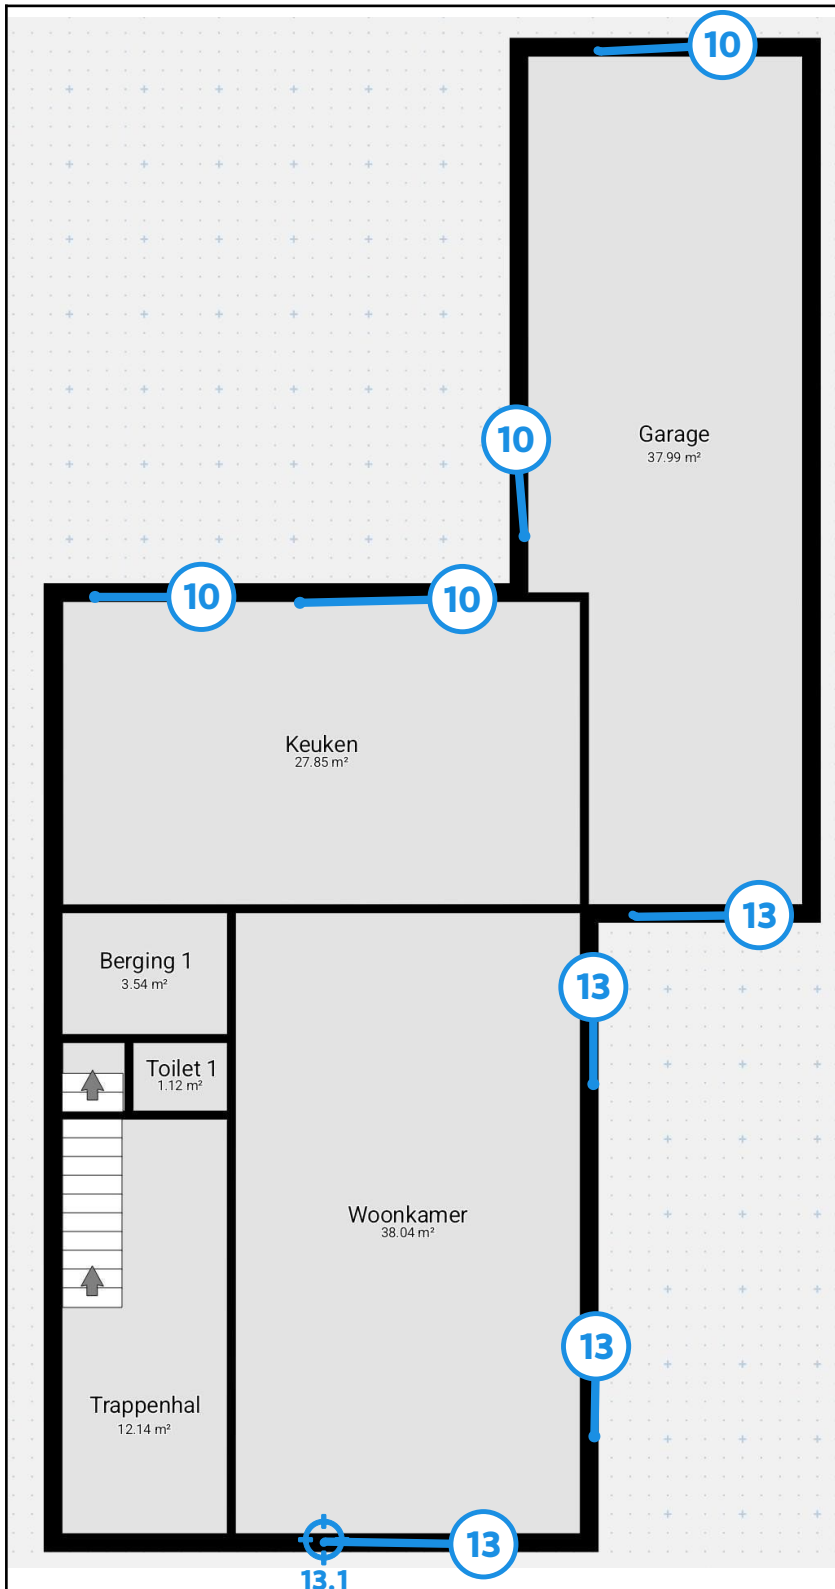 10
10
Garage
37.99 m²
10
10
Keuken
27.85 m²
13
Berging 1
3.54 m²
13
Toilet 1
1.12 m²
Woonkamer
38.04 m²
13
Trappenhal
12.14 m²
13
13.1